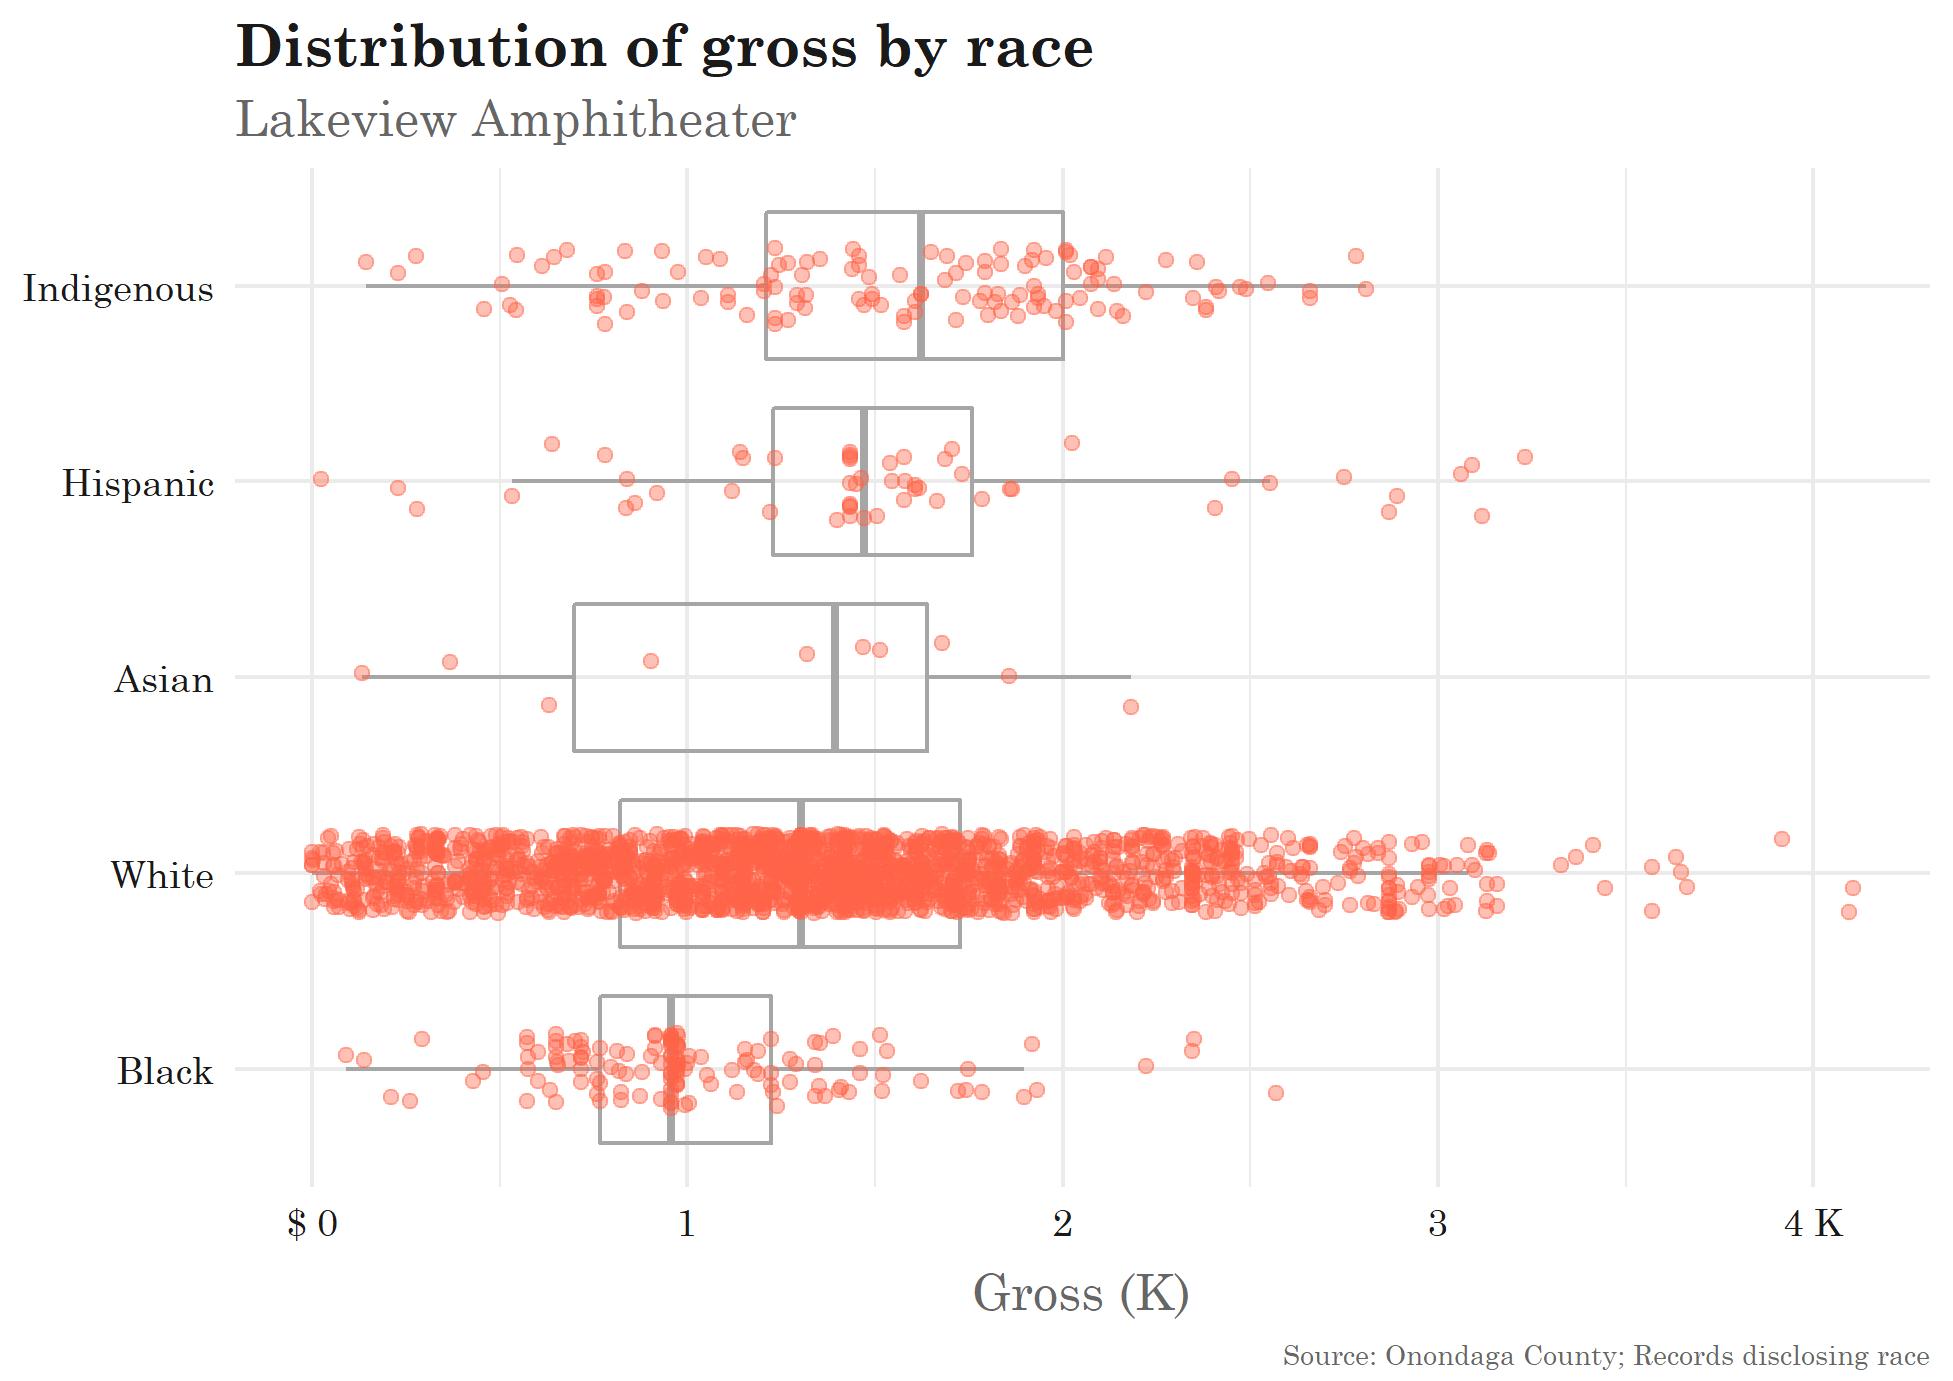 Distribution of gross by race
Lakeview Amphitheater
Indigenous
Hispanic
Asian
White
Black
$ 0 1 2 3 4 K
Gross (K)
Source: Onondaga County; Records disclosing race